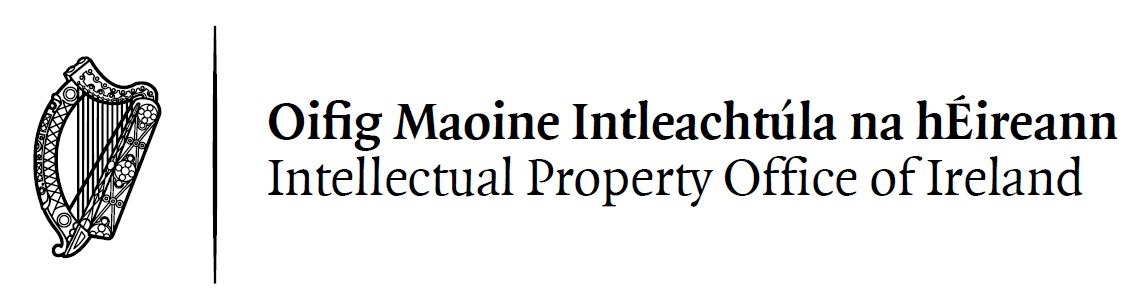 Oifig Maoine Intleachtúla na hÉireann
Intellectual Property Office of Ireland